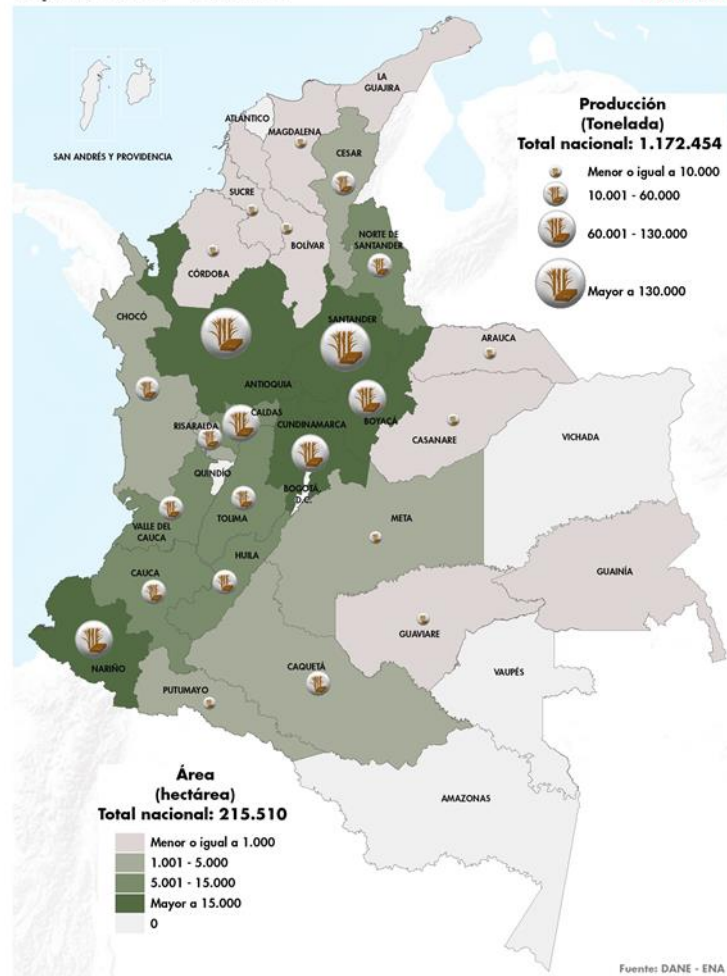 LA
GUAJIRA
ATLÁNTICO
MAGDALENA
SAN ANDRÉS Y PROVIDENCIA
CESAR
SUCRE
NORTE DE
SANTANDER
BOLÍVAR
CÓRDOBA
Producción
(Tonelada)
Total nacional: 1.172.454
Menor o igual a 10.000
10.001 - 60.000
60.001 - 130.000
Mayor a 130.000
CHOCÓ
SANTANDER
ARAUCA
ANTIOQUIA
BOYACÁ
CASANARE
VICHADA
CALDAS
RISARALDA
CUNDINAMARCA
QUINDÍO
BOGOTÁ,
D.C.
TOLIMA
META
VALLE DEL
CAUCA
HUILA
CAUCA
GUAINÍA
GUAVIARE
NARIÑO
CAQUETÁ
VAUPÉS
PUTUMAYO
AMAZONAS
Área
(hectárea)
Total nacional: 215.510
Menor o igual a 1.000
1.001 - 5.000
5.001 - 15.000
Mayor a 15.000
0
Fuente: DANE - ENA